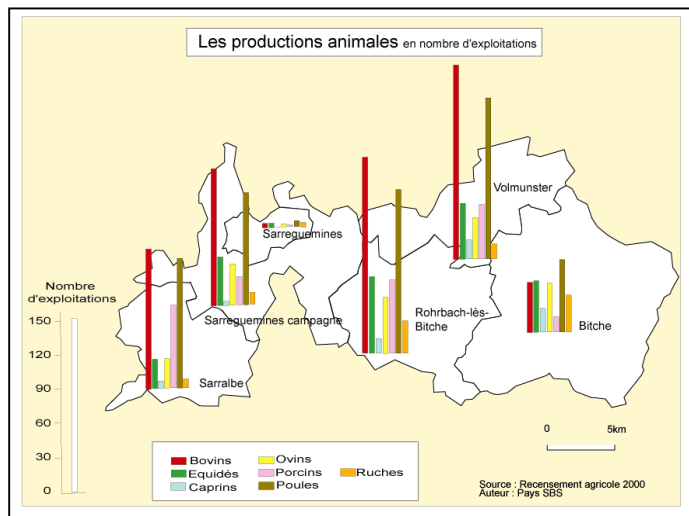 Les productions animales en nombre d'exploitations
Volmunster
Sarreguemines
Nombre
d'exploitations
150
120
90
60
30
0
Sarreguemines campagne
Rohrbach-lès-
Bitche
Bitche
Sarralbe
0 5km
Bovins Ovins
Equidés Porcins Ruches
Caprins Poules
Source : Recensement agricole 2000
Auteur : Pays SBS